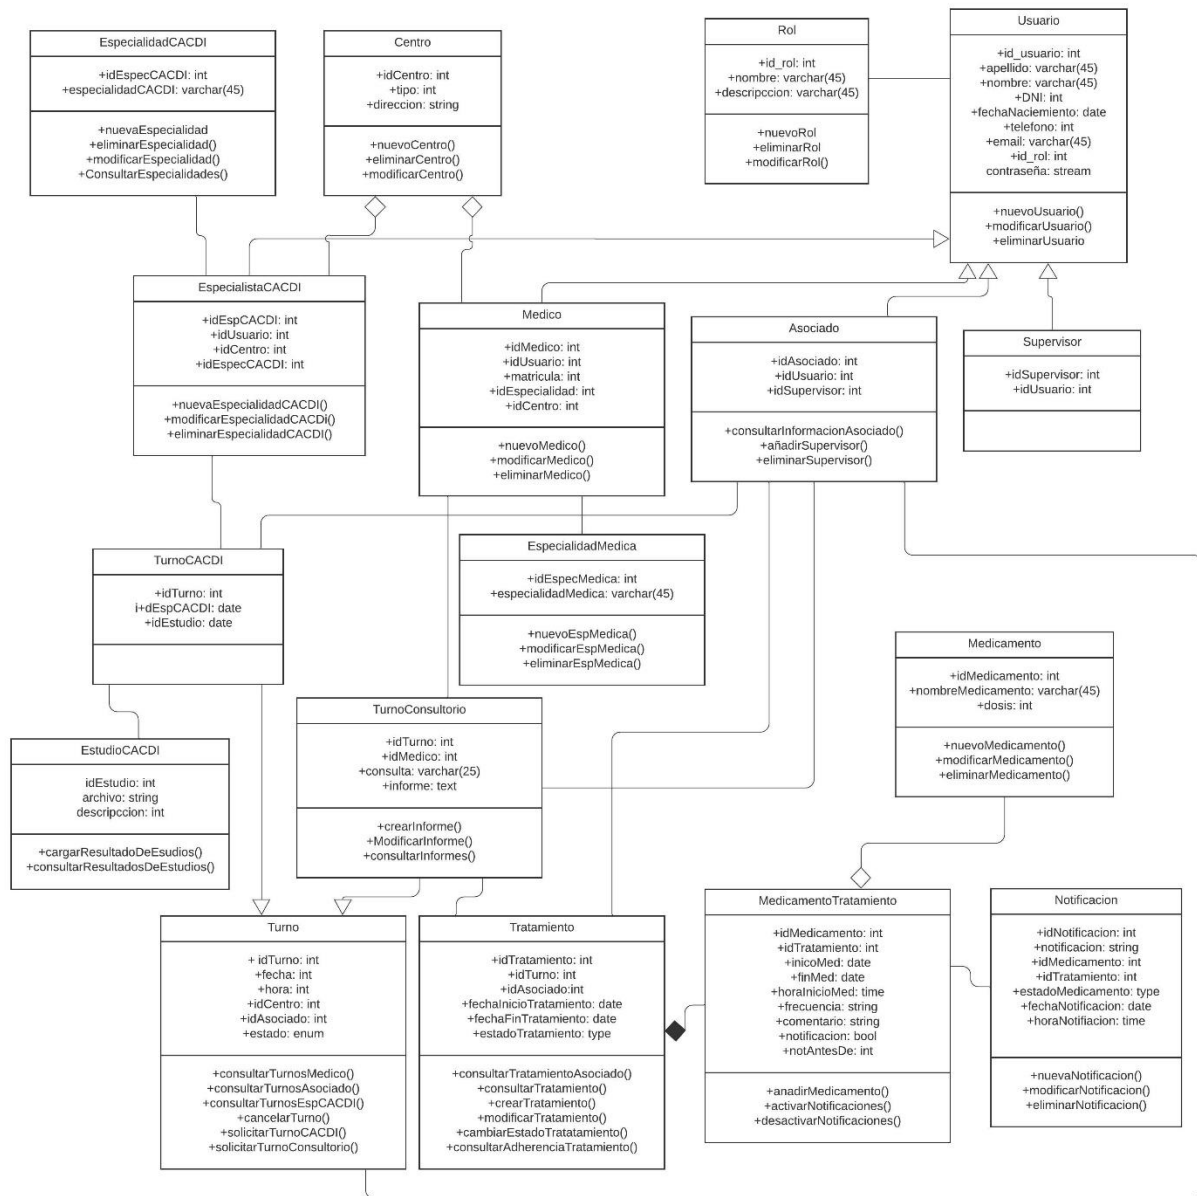 EspecialidadCACDI
+idEspecCACDI: int
+especialidadCACDI: varchar(45)
+nuevaEspecialidad
+eliminarEspecialidad()
+modificarEspecialidad()
+ConsultarEspecialidades()
Centro
+idCentro: int
+tipo: int
+direccion: string
+nuevoCentro()
+eliminarCentro()
+modificarCentro()
Rol
+id_rol: int
+nombre: varchar(45)
+descripccion: varchar(45)
+nuevoRol
+eliminarRol
+modificarRol()
Usuario
+id_usuario: int
+apellido: varchar(45)
+nombre: varchar(45)
+DNI: int
+fechaNaciemiento: date
+telefono: int
+email: varchar(45)
+id_rol: int
contraseña: stream
+nuevoUsuario()
+modificarUsuario()
+eliminarUsuario
EspecialistaCACDI
+idEspCACDI: int
+idUsuario: int
+idCentro: int
+idEspecCACDI: int
+nuevaEspecialidadCACDI()
+modificarEspecialidadCACDi()
+eliminarEspecialidadCACDI()
Medico
+idMedico: int
+idUsuario: int
+matricula: int
+idEspecialidad: int
+idCentro: int
+nuevoMedico()
+modificarMedico()
+eliminarMedico()
Asociado
+idAsociado: int
+idUsuario: int
+idSupervisor: int
+consultarInformacionAsociado()
+añadirSupervisor()
+eliminarSupervisor()
Supervisor
+idSupervisor: int
+idUsuario: int
TurnoCACDI
+idTurno: int
i+dEspCACDI: date
+idEstudio: date
EspecialidadMedica
+idEspecMedica: int
+especialidadMedica: varchar(45)
+nuevoEspMedica()
+modificarEspMedica()
+eliminarEspMedica()
Medicamento
+idMedicamento: int
+nombreMedicamento: varchar(45)
+dosis: int
+nuevoMedicamento()
+modificarMedicamento()
+eliminarMedicamento()
EstudioCACDI
idEstudio: int
archivo: string
descripccion: int
+cargarResultadoDeEsudios()
+consultarResultadosDeEstudios()
TurnoConsultorio
+idTurno: int
+idMedico: int
+consulta: varchar(25)
+informe: text
+crearInforme()
+ModificarInforme()
+consultarInformes()
Turno
+ idTurno: int
+fecha: int
+hora: int
+idCentro: int
+idAsociado: int
+estado: enum
+consultarTurnosMedico()
+consultarTurnosAsociado()
+consultarTurnosEspCACDI()
+cancelarTurno()
+solicitarTurnoCACDI()
+solicitarTurnoConsultorio()
Tratamiento
+idTratamiento: int
+idTurno: int
+idAsociado:int
+fechaInicioTratamiento: date
+fechaFinTratamiento: date
+estadoTratamiento: type
+consultarTratamientoAsociado()
+consultarTratamiento()
+crearTratamiento()
+modificarTratamiento()
+cambiarEstadoTratatamiento()
+consultarAdherenciaTratamiento()
MedicamentoTratamiento
+idMedicamento: int
+idTratamiento: int
+inicoMed: date
+finMed: date
+horaInicioMed: time
+frecuencia: string
+comentario: string
+notificacion: bool
+notAntesDe: int
+anadirMedicamento()
+activarNotificaciones()
+desactivarNotificaciones()
Notificacion
+idNotificacion: int
+notificacion: string
+idMedicamento: int
+idTratamiento: int
+estadoMedicamento: type
+fechaNotificacion: date
+horaNotifiacion: time
+nuevaNotificacion()
+modificarNotificacion()
+eliminarNotificacion()